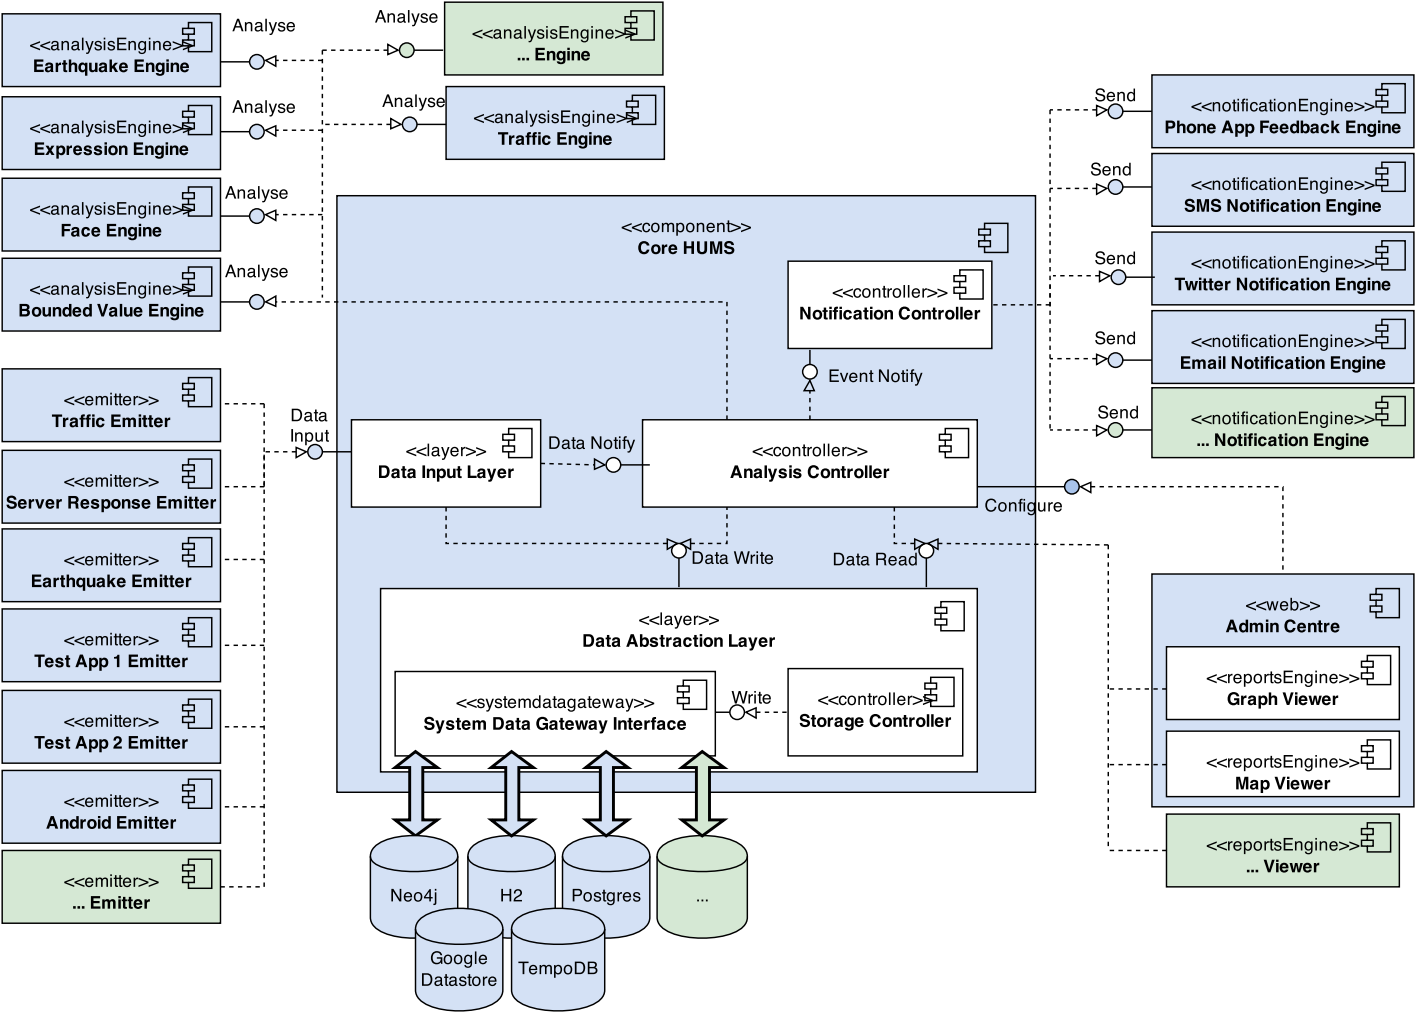 <<analysisEngine>>
Earthquake Engine
Analyse
Analyse
<<analysisEngine>>
... Engine
<<analysisEngine>>
Expression Engine
Analyse
Analyse
<<analysisEngine>>
Traffic Engine
<<analysisEngine>>
Face Engine
Analyse
<<analysisEngine>>
Bounded Value Engine
Analyse
<<component>>
Core HUMS
<<controller>>
Notification Controller
Event Notify
Send
<<notificationEngine>>
Phone App Feedback Engine
Send
<<notificationEngine>>
SMS Notification Engine
Send
<<notificationEngine>>
Twitter Notification Engine
Send
<<notificationEngine>>
Email Notification Engine
Send
<<notificationEngine>>
... Notification Engine
<<emitter>>
Traffic Emitter
<<emitter>>
Server Response Emitter
<<emitter>>
Earthquake Emitter
<<emitter>>
Test App 1 Emitter
<<emitter>>
Test App 2 Emitter
<<emitter>>
Android Emitter
<<emitter>>
... Emitter
Data
Input
<<layer>>
Data Input Layer
Data Notify
<<controller>>
Analysis Controller
Configure
Data Write
Data Read
<<layer>>
Data Abstraction Layer
<<systemdatagateway>>
System Data Gateway Interface
Write
<<controller>>
Storage Controller
<<web>>
Admin Centre
<<reportsEngine>>
Graph Viewer
<<reportsEngine>>
Map Viewer
<<reportsEngine>>
... Viewer
Neo4j
H2
Postgres
...
Google
Datastore
TempoDB